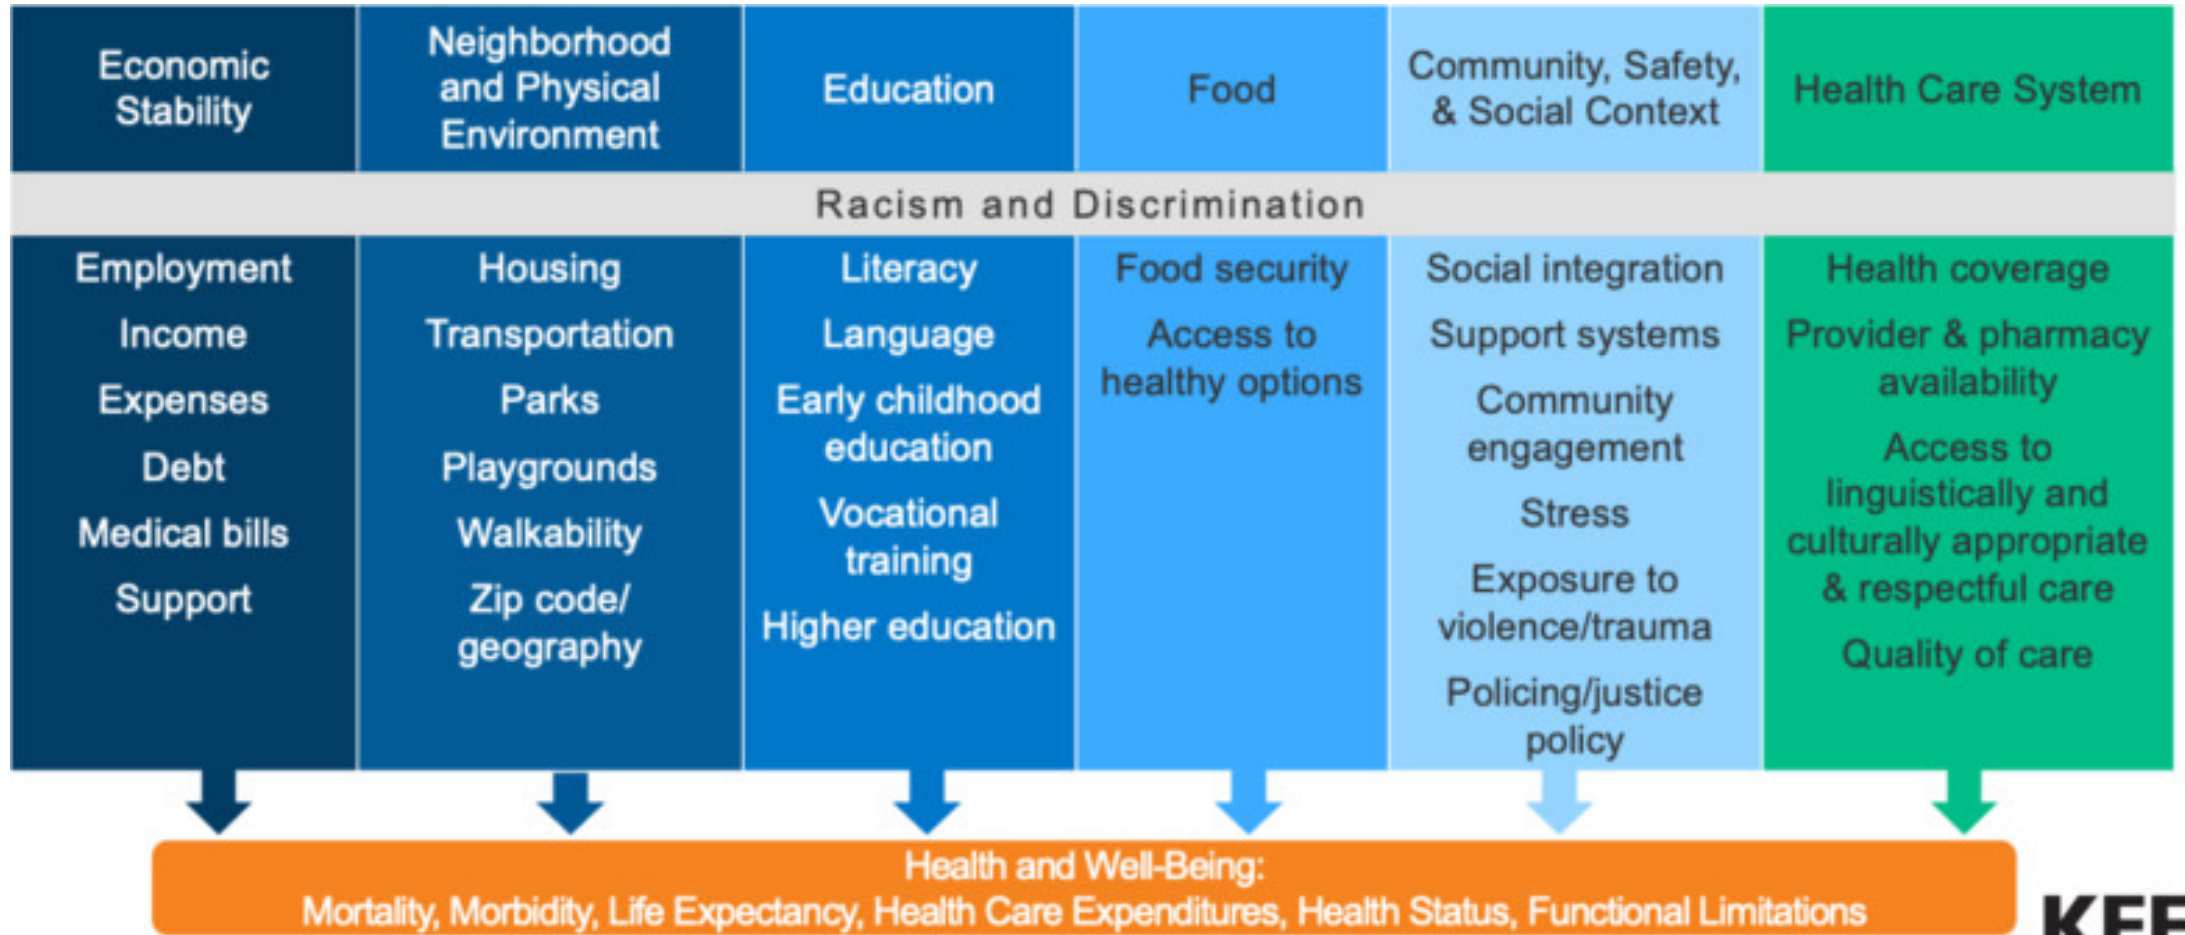 Economic
Stability
Neighborhood
and Physical
Environment
Education
Food
Community, Safety,
& Social Context
Health Care System
Racism and Discrimination
Employment
Income
Expenses
Debt
Medical bills
Support
Housing
Transportation
Parks
Playgrounds
Walkability
Zip code/
geography
Literacy
Language
Early childhood
education
Vocational
training
Higher education
Food security
Access to
healthy options
Social integration
Support systems
Community
engagement
Stress
Exposure to
violence/trauma
Policing/justice
policy
Health coverage
Provider & pharmacy
availability
Access to
linguistically and
culturally appropriate
& respectful care
Quality of care
Health and Well-Being:
Mortality, Morbidity, Life Expectancy, Health Care Expenditures, Health Status, Functional Limitations